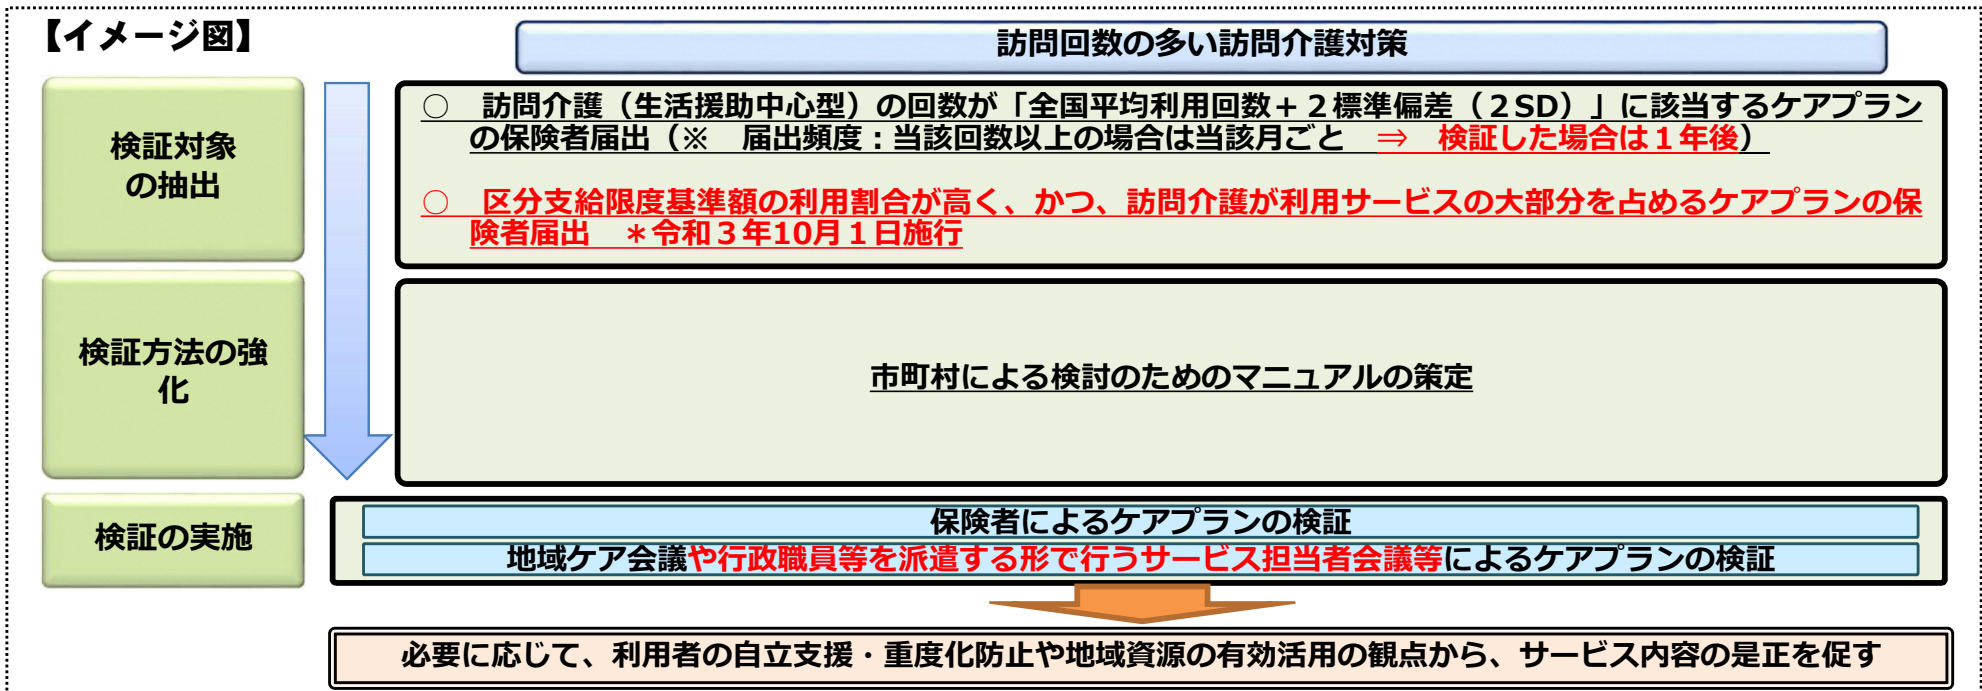 【イメージ図】
訪問回数の多い訪問介護対策
検証対象
の抽出
○　訪問介護（生活援助中心型）の回数が「全国平均利用回数＋２標準偏差（２SD）」に該当するケアプラン
の保険者届出（※　届出頻度：当該回数以上の場合は当該月ごと　⇒　検証した場合は１年後）
○　区分支給限度基準額の利用割合が高く、かつ、訪問介護が利用サービスの大部分を占めるケアプランの保
険者届出　＊令和３年10月１日施行
検証方法の強
化
市町村による検討のためのマニュアルの策定
検証の実施
保険者によるケアプランの検証
地域ケア会議や行政職員等を派遣する形で行うサービス担当者会議等によるケアプランの検証
必要に応じて、利用者の自立支援・重度化防止や地域資源の有効活用の観点から、サービス内容の是正を促す